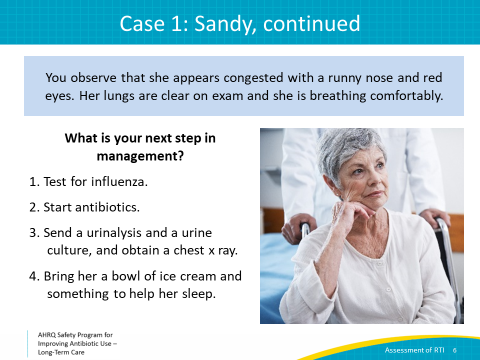 Case 1: Sandy, continued
You observe that she appears congested with a runny nose and red
eyes. Her lungs are clear on exam and she is breathing comfortably.
What is your next step in
management?
1. Test for influenza.
2. Start antibiotics.
3. Send a urinalysis and a urine
culture, and obtain a chest x ray.
4. Bring her a bowl of ice cream and
something to help her sleep.
AHRQ Safety Program for
Improving Antibiotic Use –
Long-Term Care
Assessment of RTI 6